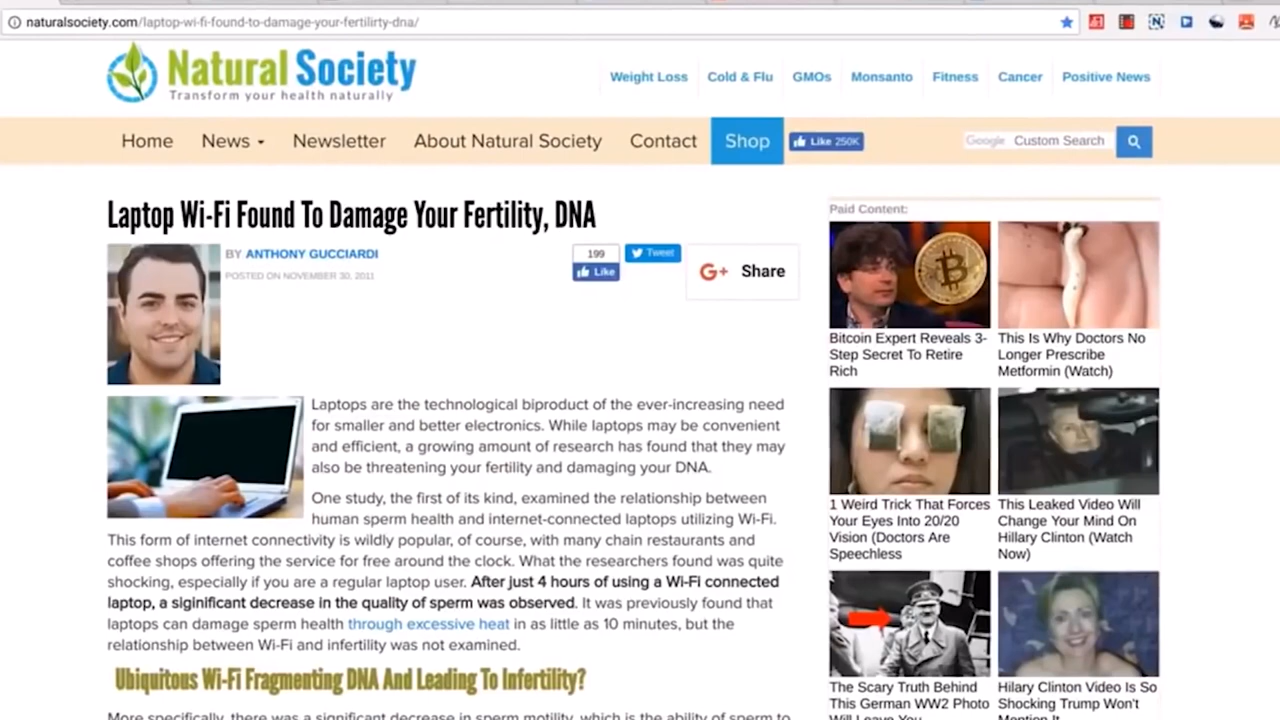 naturalsociety.com/laptop-wi-fi-found-to-damage-your-fertilirty-dna/
Natural Society
Transform your health naturally
Weight Loss Cold & Flu GMOs Monsanto Fitness Cancer Positive News
Home News Newsletter About Natural Society Contact Shop Like 250K Google Custom Search
Laptop Wi-Fi Found To Damage Your Fertility, DNA
BY ANTHONY GUCCIARDI
POSTED ON NOVEMBER 30, 2011
199
Like
Tweet
G+ Share
Laptops are the technological biproduct of the ever-increasing need
for smaller and better electronics. While laptops may be convenient
and efficient, a growing amount of research has found that they may
also be threatening your fertility and damaging your DNA.
One study, the first of its kind, examined the relationship between
human sperm health and internet-connected laptops utilizing Wi-Fi.
This form of internet connectivity is wildly popular, of course, with many chain restaurants and
coffee shops offering the service for free around the clock. What the researchers found was quite
shocking, especially if you are a regular laptop user. After just 4 hours of using a Wi-Fi connected
laptop, a siginificant decrease in the quality of sperm was observed. It was previously found that
laptops can damage sperm health through excessive heat in as little as 10 minutes, but the
relationship between Wi-Fi and infertility was not examined.
Ubiquitous Wi-Fi Fragmenting DNA And Leading To Infertility?
More specifically, there was a significant decrease in sperm motility, which is the ability of sperm to
Paid Content:
Bitcoin Expert Reveals 3-
Step Secret To Retire
Rich
This Is Why Doctors No
Longer Prescribe
Metformin (Watch)
1 Weird Trick That Forces
Your Eyes Into 20/20
Vision (Doctors Are
Speechless
This Leaked Video Will
Change Your Mind On
Hillary Clinton (Watch
Now)
The Scary Truth Behind
This German WW2 Photo
Will Leave You
Hilary Clinton Video Is So
Shocking Trump Won't
Mention It